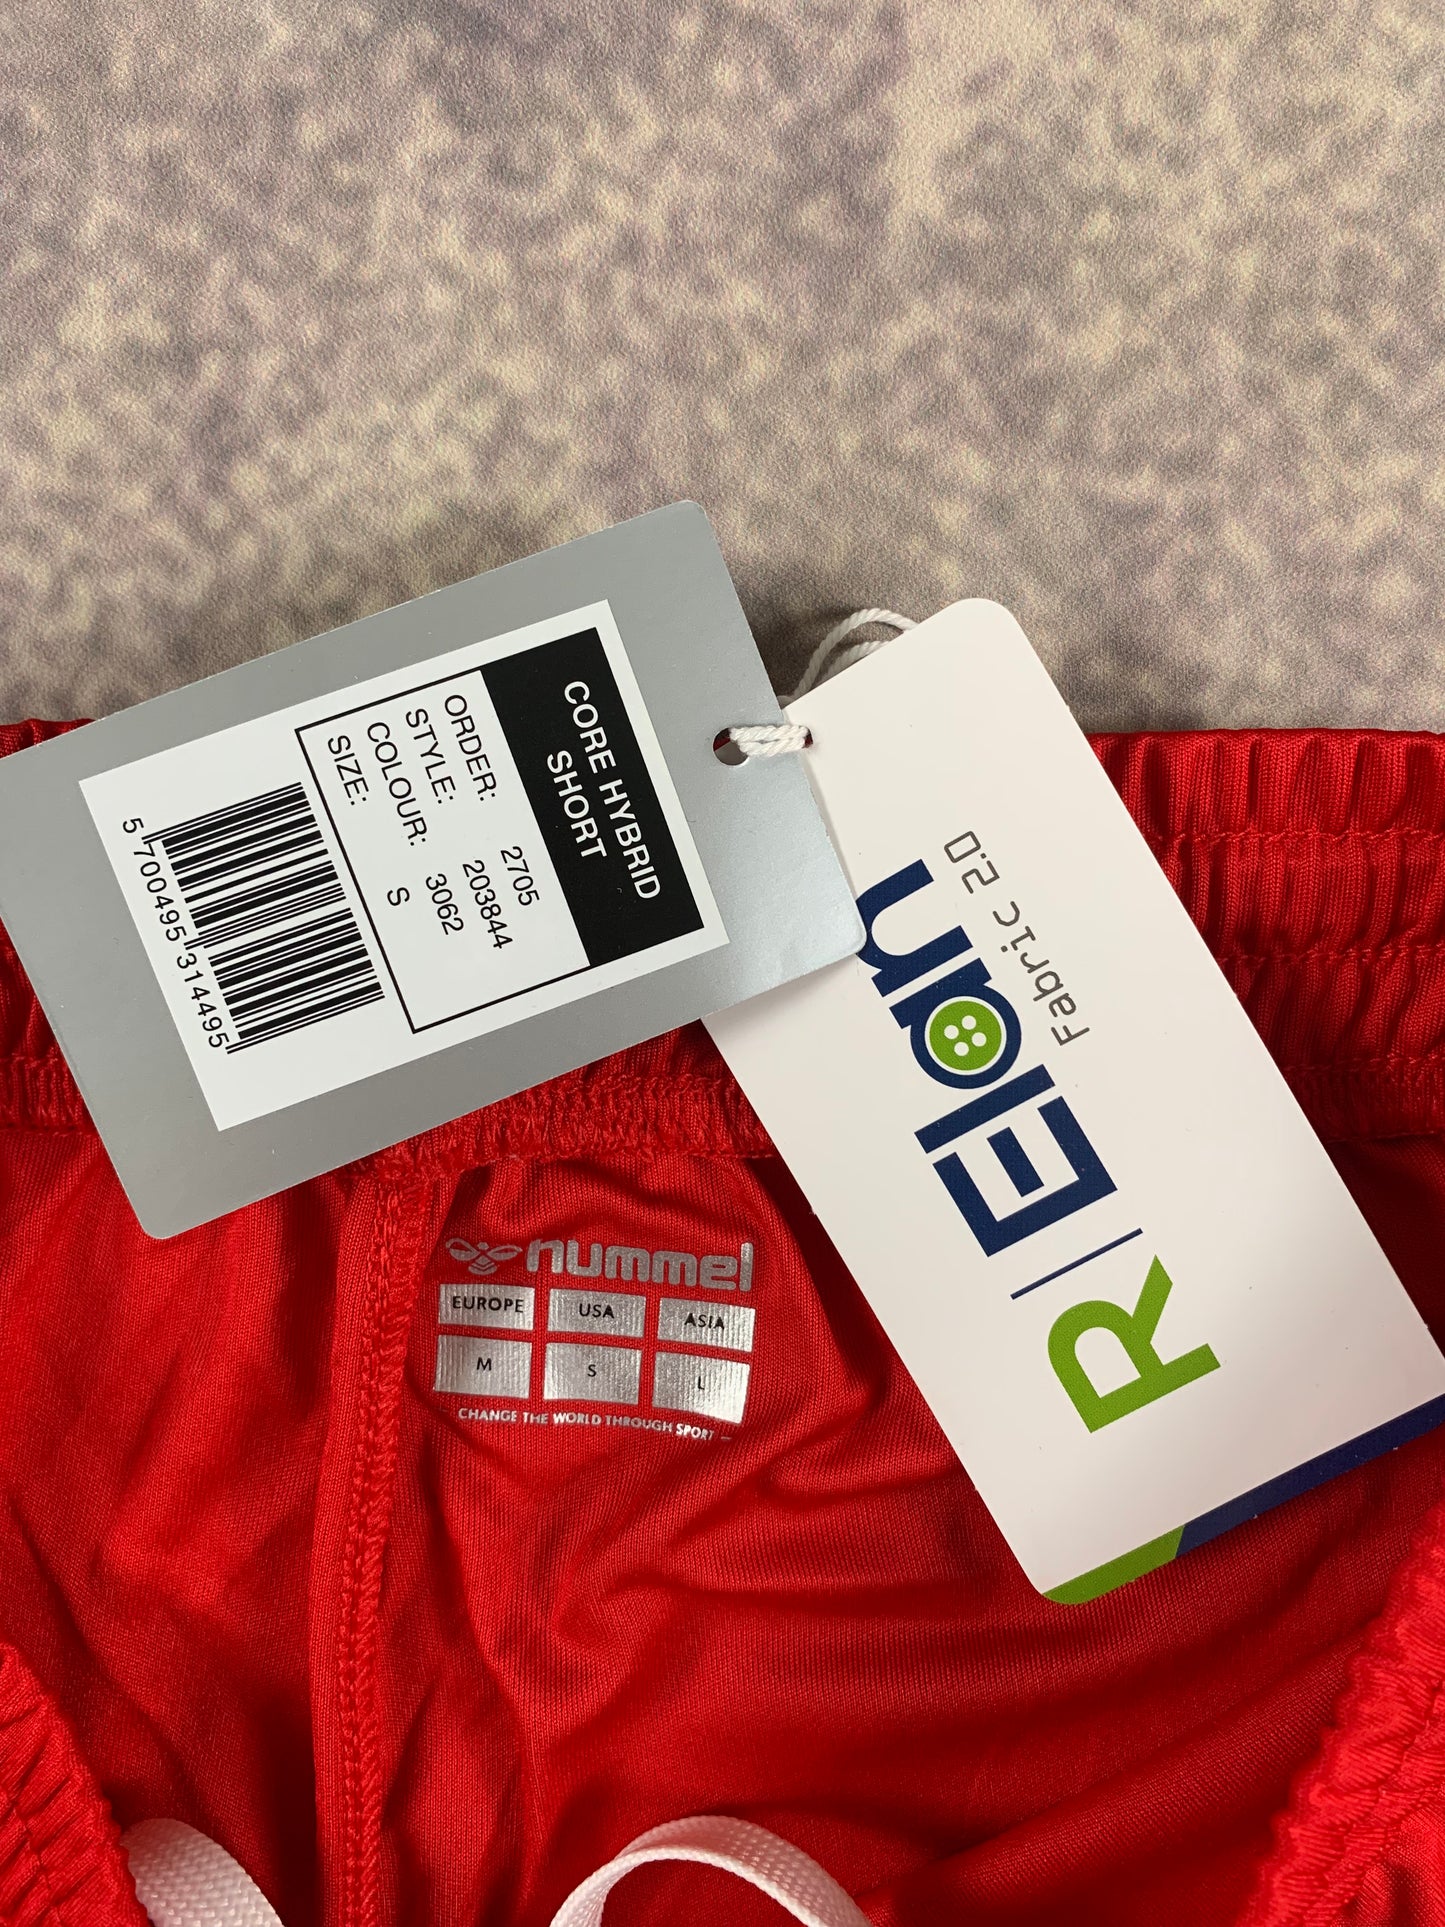 CORE HYBRID
SHORT
ORDER: 2705
STYLE: 203844
COLOUR: 3062
SIZE: S
5 700495 314495
R|Elan
Fabric 2.0
hummel
EUROPE USA ASIA
M S L
CHANGE THE WORLD THROUGH SPORT